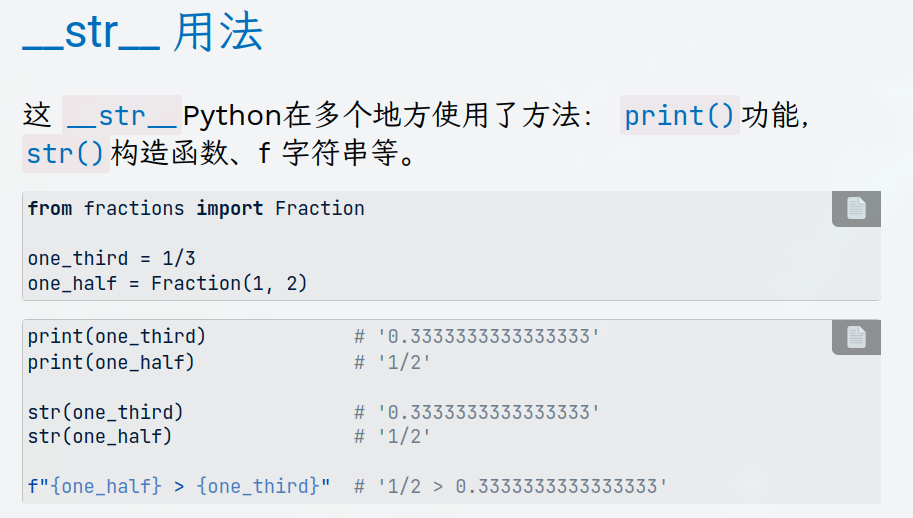 __str__ 用法
这 __str__ Python在多个地方使用了方法： print()功能,
str()构造函数、f 字符串等。
from fractions import Fraction
one_third = 1/3
one_half = Fraction(1, 2)
print(one_third) # '0.3333333333333333'
print(one_half) # '1/2'
str(one_third) # '0.3333333333333333'
str(one_half) # '1/2'
f"{one_half} > {one_third}" # '1/2 > 0.3333333333333333'